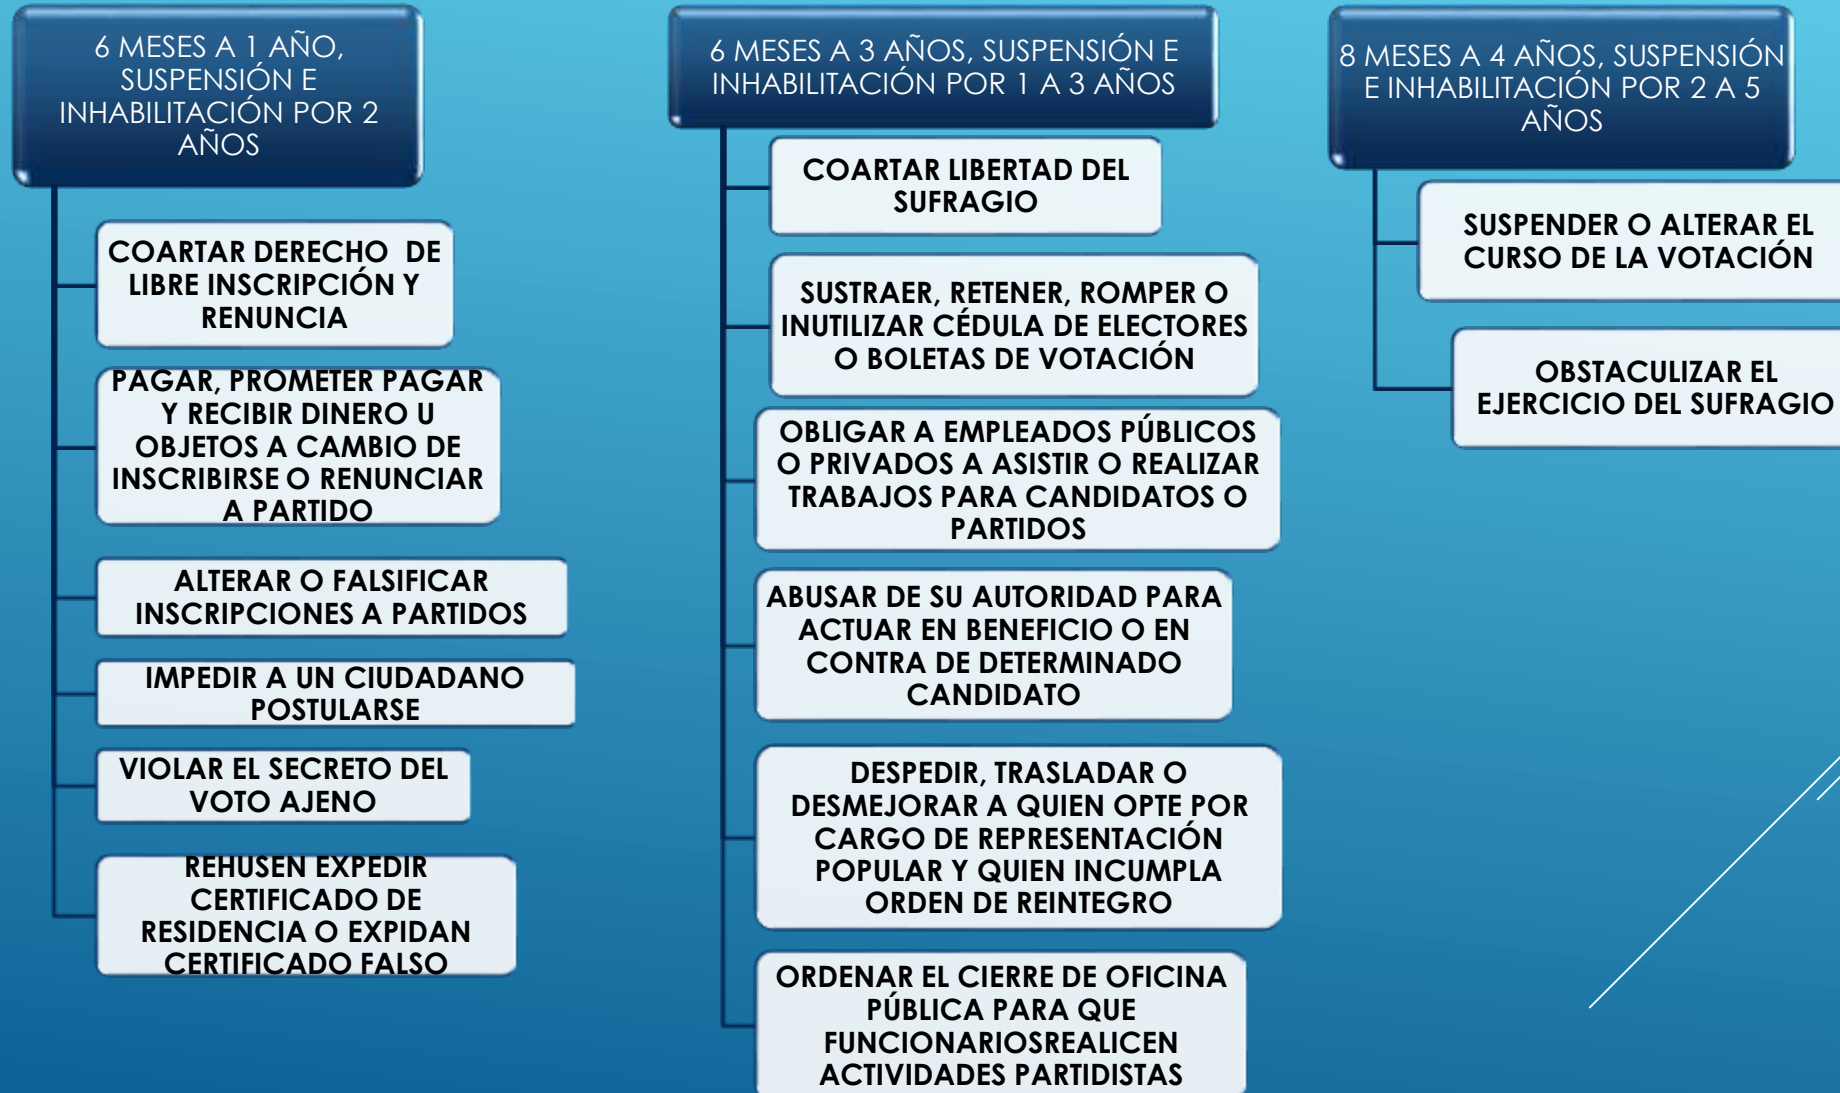 6 MESES A 1 AÑO,
SUSPENSIÓN E
INHABILITACIÓN POR 2
AÑOS
COARTAR DERECHO  DE
LIBRE INSCRIPCIÓN Y
RENUNCIA
PAGAR, PROMETER PAGAR
Y RECIBIR DINERO U
OBJETOS A CAMBIO DE
INSCRIBIRSE O RENUNCIAR
A PARTIDO
ALTERAR O FALSIFICAR
INSCRIPCIONES A PARTIDOS
IMPEDIR A UN CIUDADANO
POSTULARSE
VIOLAR EL SECRETO DEL
VOTO AJENO
REHUSEN EXPEDIR
CERTIFICADO DE
RESIDENCIA O EXPIDAN
CERTIFICADO FALSO
6 MESES A 3 AÑOS, SUSPENSIÓN E
INHABILITACIÓN POR 1 A 3 AÑOS
COARTAR LIBERTAD DEL
SUFRAGIO
SUSTRAER, RETENER, ROMPER O
INUTILIZAR CÉDULA DE ELECTORES
O BOLETAS DE VOTACIÓN
OBLIGAR A EMPLEADOS PÚBLICOS
O PRIVADOS A ASISTIR O REALIZAR
TRABAJOS PARA CANDIDATOS O
PARTIDOS
ABUSAR DE SU AUTORIDAD PARA
ACTUAR EN BENEFICIO O EN
CONTRA DE DETERMINADO
CANDIDATO
DESPEDIR, TRASLADAR O
DESMEJORAR A QUIEN OPTE POR
CARGO DE REPRESENTACIÓN
POPULAR Y QUIEN INCUMPLA
ORDEN DE REINTEGRO
ORDENAR EL CIERRE DE OFICINA
PÚBLICA PARA QUE
FUNCIONARIOSREALICEN
ACTIVIDADES PARTIDISTAS
8 MESES A 4 AÑOS, SUSPENSIÓN
E INHABILITACIÓN POR 2 A 5
AÑOS
SUSPENDER O ALTERAR EL
CURSO DE LA VOTACIÓN
OBSTACULIZAR EL
EJERCICIO DEL SUFRAGIO